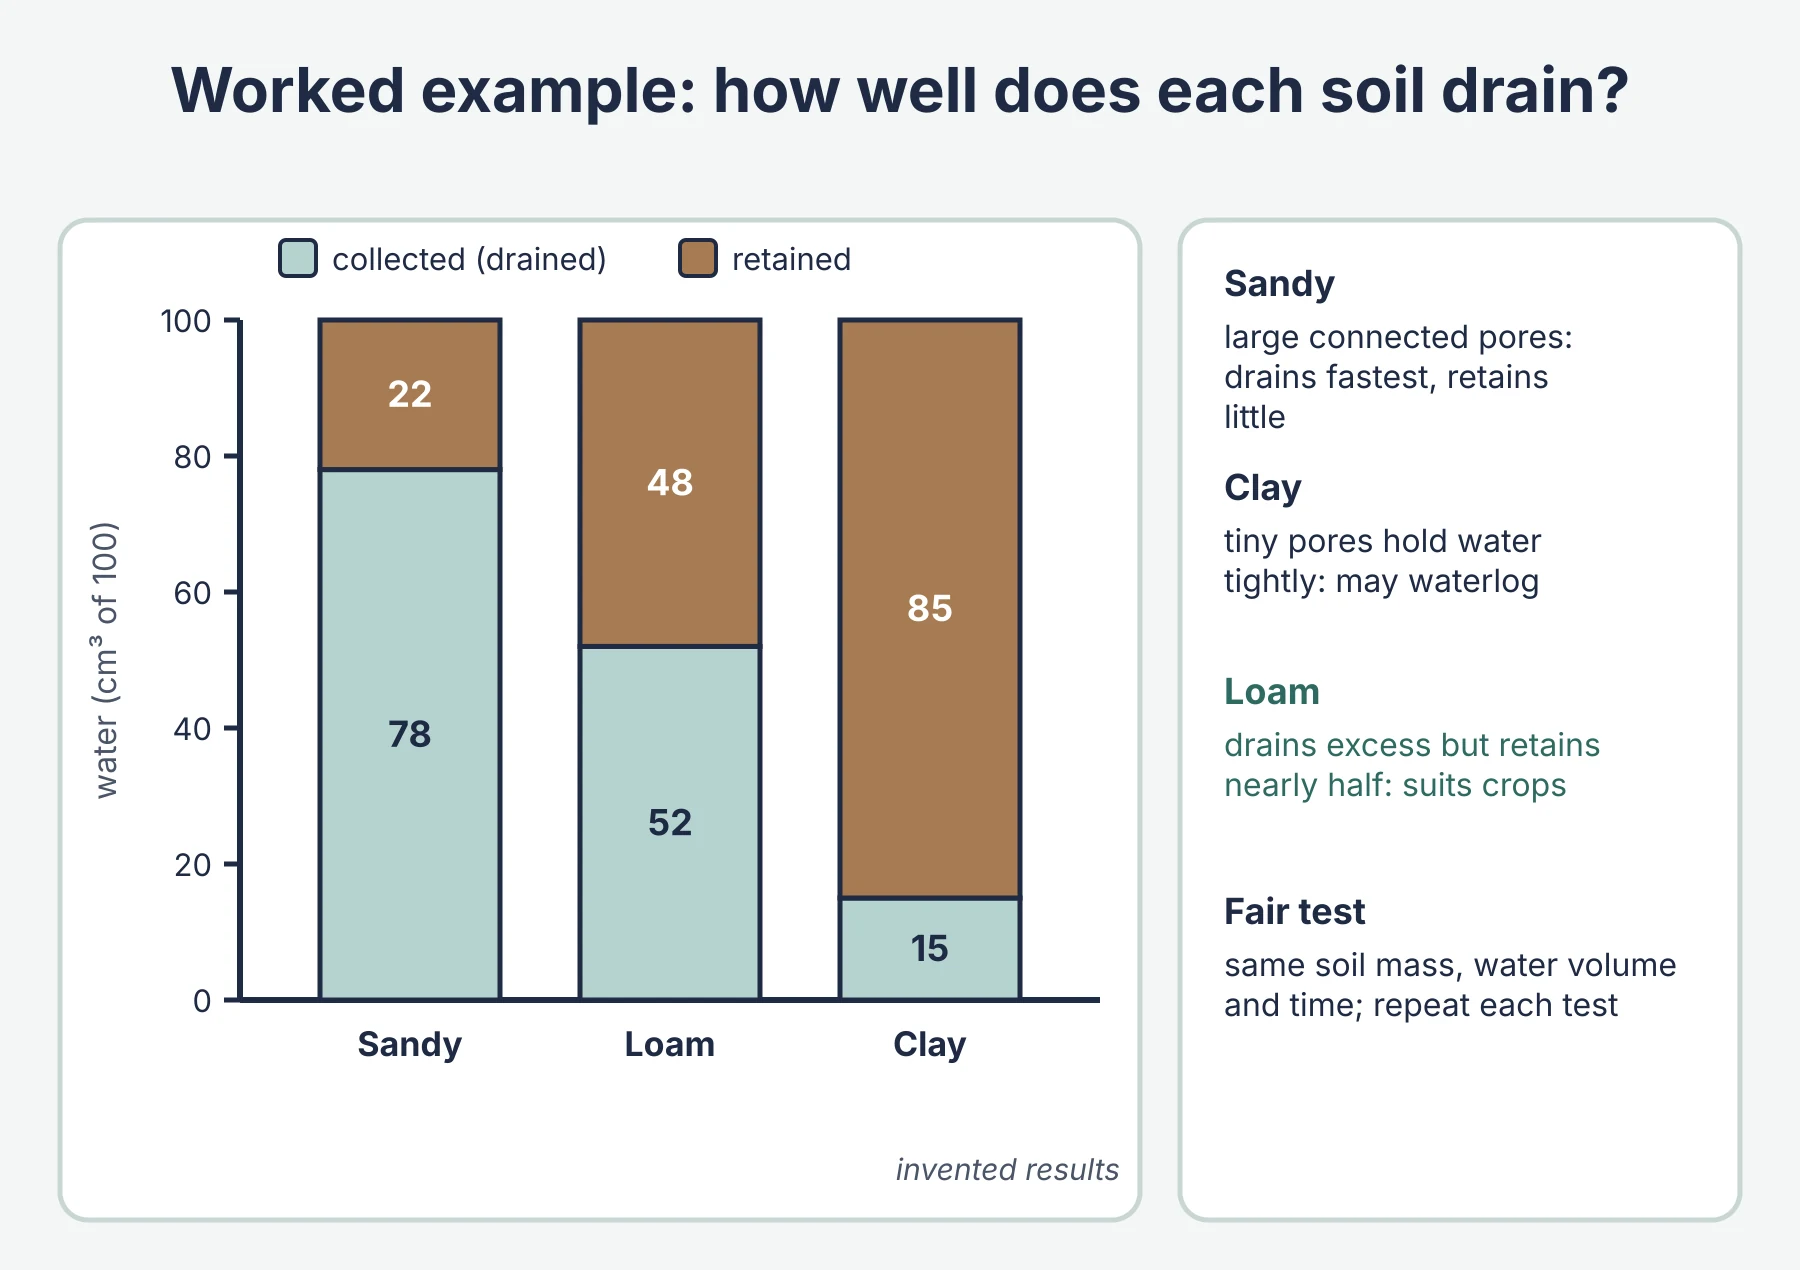 Worked example: how well does each soil drain?
collected (drained)
retained
water (cm³ of 100)
100
80
60
40
20
0
22
78
48
52
85
15
Sandy
Loam
Clay
invented results
Sandy
large connected pores:
drains fastest, retains
little
Clay
tiny pores hold water
tightly: may waterlog
Loam
drains excess but retains
nearly half: suits crops
Fair test
same soil mass, water volume
and time; repeat each test